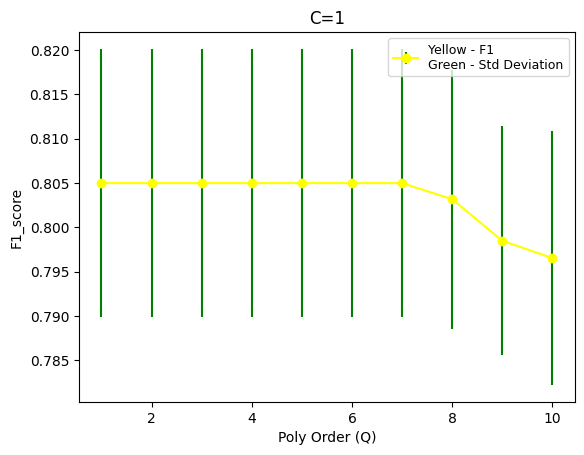 C=1
Yellow - F1
Green - Std Deviation
0.820
0.815
0.810
0.805
0.800
0.795
0.790
0.785
F1_score
2
4
6
8
10
Poly Order (Q)